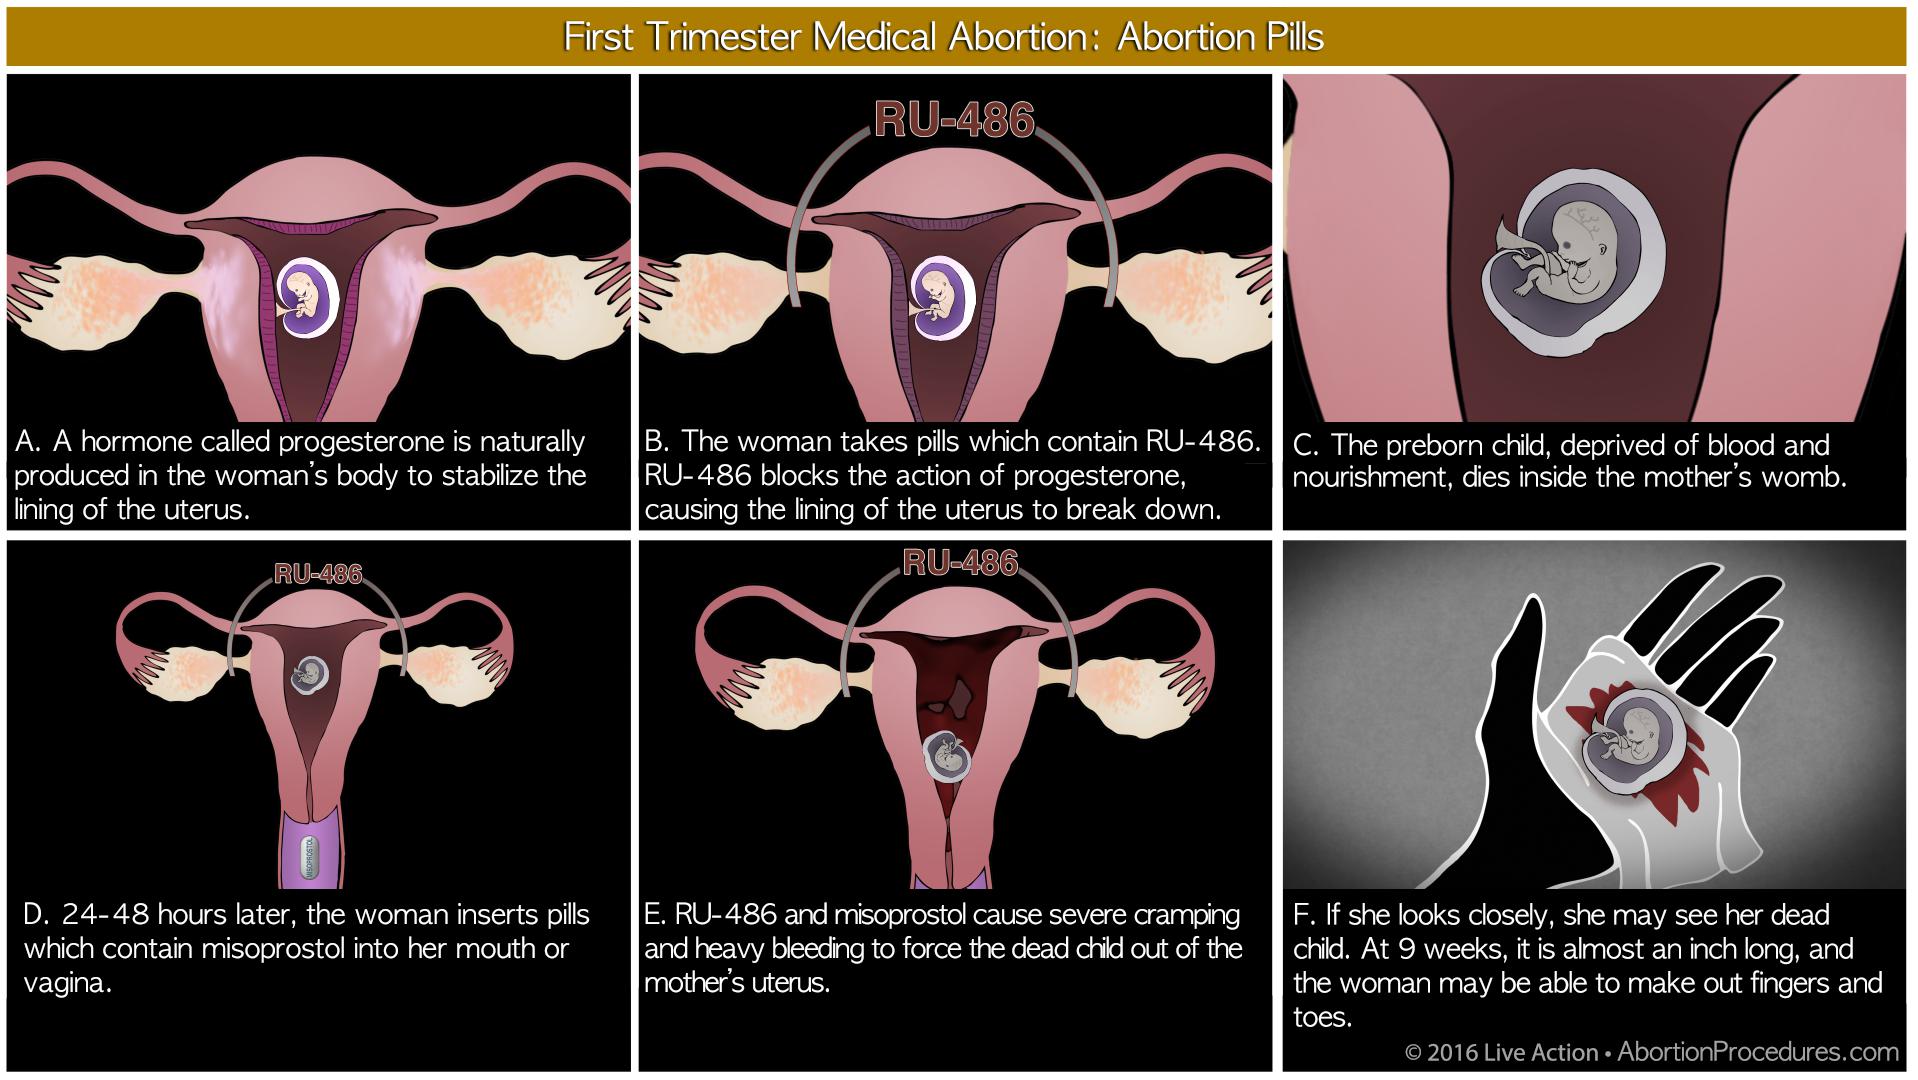 First Trimester Medical Abortion: Abortion Pills
A. A hormone called progesterone is naturally
produced in the woman's body to stabilize the
lining of the uterus.
RU-486
B. The woman takes pills which contain RU-486.
RU-486 blocks the action of progesterone,
causing the lining of the uterus to break down.
C. The preborn child, deprived of blood and
nourishment, dies inside the mother's womb.
RU-486
MISOPROSTOL
D. 24-48 hours later, the woman inserts pills
which contain misoprostol into her mouth or
vagina.
RU-486
E. RU-486 and misoprostol cause severe cramping
and heavy bleeding to force the dead child out of the
mother's uterus.
F. If she looks closely, she may see her dead
child. At 9 weeks, it is almost an inch long, and
the woman may be able to make out fingers and
toes.
© 2016 Live Action • AbortionProcedures.com